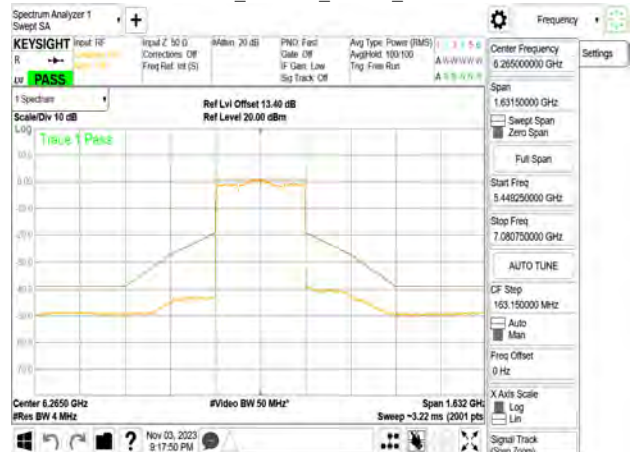 Spectrum Analyzer 1
Swept SA
+
Frequency
KEYSIGHT
R
LW PASS
Input: RF
Input Z: 50 Ω
Corrections: Off
Freq Ref: Int (S)
#Atten: 20 dB
PNO: Fast
Gate: Off
IF Gain: Low
Sig Track: Off
Avg Type: Power (RMS)
Avg|Hold: 100/100
Trig: Free Run
1 Spectrum
Scale/Div 10 dB
Log
Ref Lvl Offset 13.40 dB
Ref Level 20.00 dBm
Trace 1 Pass
10.0
0.00
Center 6.2650 GHz
#Res BW 4 MHz
#Video BW 50 MHz*
Span 1.632 GHz
Sweep ~3.22 ms (2001 pts
?
Nov 03, 2023
9:17:50 PM
Center Frequency
6.265000000 GHz
Settings
Span
1.63150000 GHz
Swept Span
Zero Span
Full Span
Start Freq
5.449250000 GHz
Stop Freq
7.080750000 GHz
AUTO TUNE
CF Step
163.150000 MHz
Auto
Man
Freq Offset
0 Hz
X Axis Scale
Log
Lin
Signal Track
(Span Zoom)